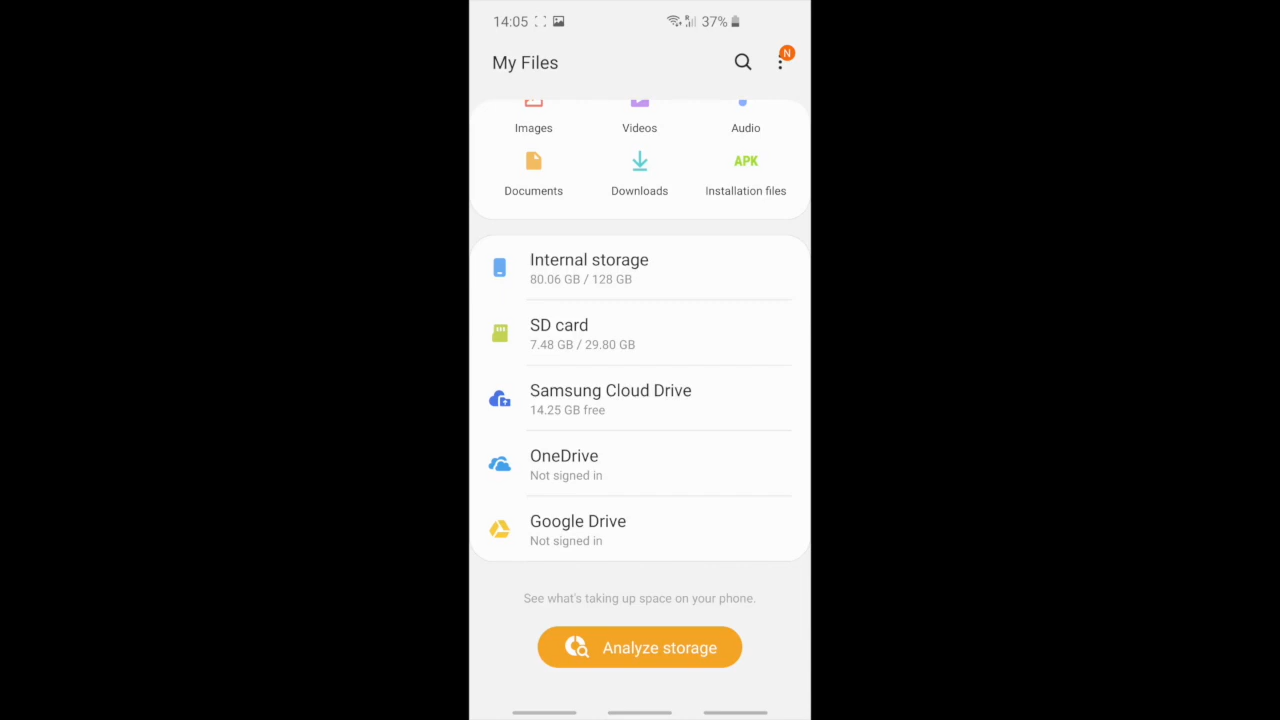 14:05 37%
My Files N
Images Videos Audio
APK
Documents Downloads Installation files
Internal storage
80.06 GB / 128 GB
SD card
7.48 GB / 29.80 GB
Samsung Cloud Drive
14.25 GB free
OneDrive
Not signed in
Google Drive
Not signed in
See what's taking up space on your phone.
Analyze storage